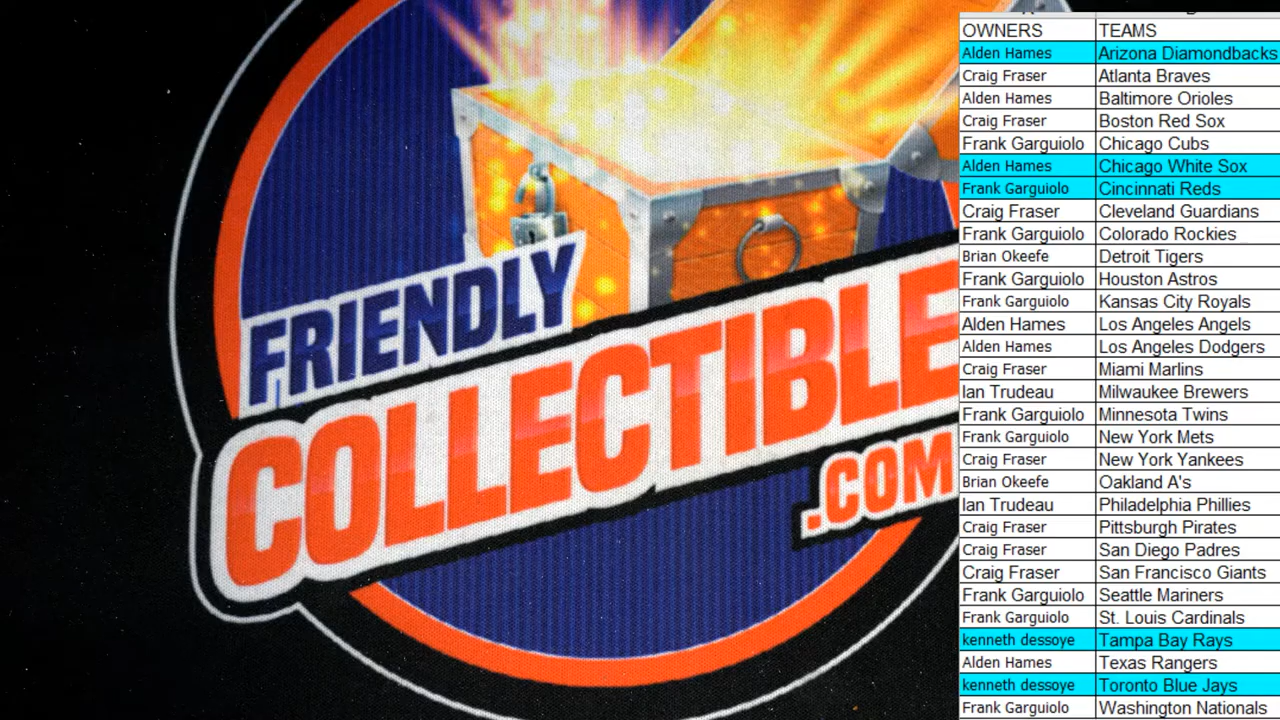 FRIENDLY
COLLECTIBLE
.COM
OWNERS TEAMS
Alden Hames Arizona Diamondbacks
Craig Fraser Atlanta Braves
Alden Hames Baltimore Orioles
Craig Fraser Boston Red Sox
Frank Garguiolo Chicago Cubs
Alden Hames Chicago White Sox
Frank Garguiolo Cincinnati Reds
Craig Fraser Cleveland Guardians
Frank Garguiolo Colorado Rockies
Brian Okeefe Detroit Tigers
Frank Garguiolo Houston Astros
Frank Garguiolo Kansas City Royals
Alden Hames Los Angeles Angels
Alden Hames Los Angeles Dodgers
Craig Fraser Miami Marlins
Ian Trudeau Milwaukee Brewers
Frank Garguiolo Minnesota Twins
Frank Garguiolo New York Mets
Craig Fraser New York Yankees
Brian Okeefe Oakland A's
Ian Trudeau Philadelphia Phillies
Craig Fraser Pittsburgh Pirates
Craig Fraser San Diego Padres
Craig Fraser San Francisco Giants
Frank Garguiolo Seattle Mariners
Frank Garguiolo St. Louis Cardinals
kenneth dessoye Tampa Bay Rays
Alden Hames Texas Rangers
kenneth dessoye Toronto Blue Jays
Frank Garguiolo Washington Nationals